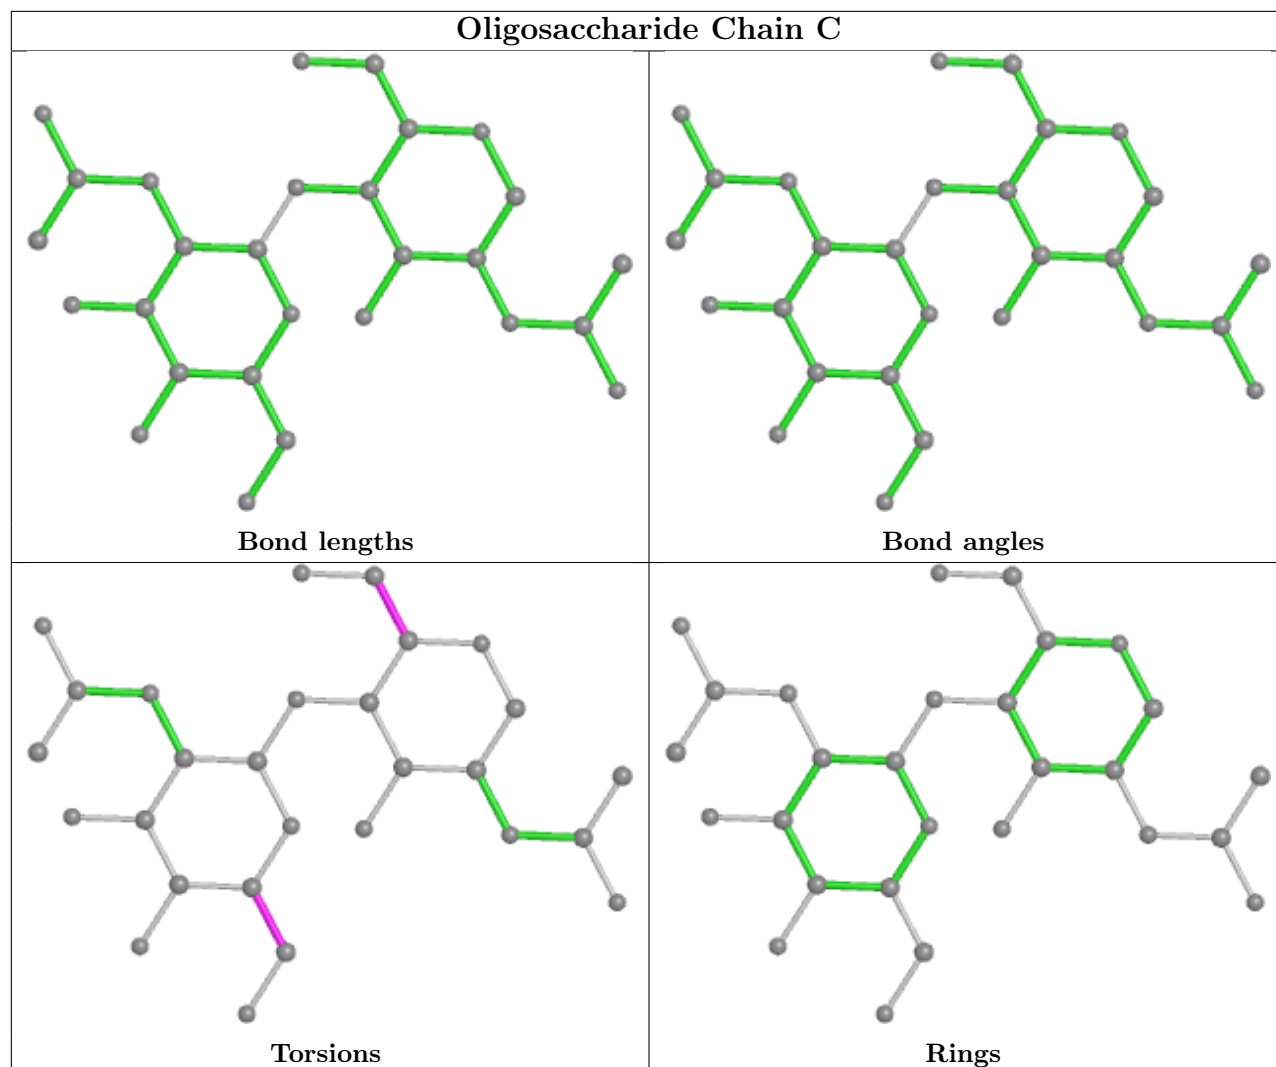 Oligosaccharide Chain C
Bond lengths
Bond angles
Torsions
Rings